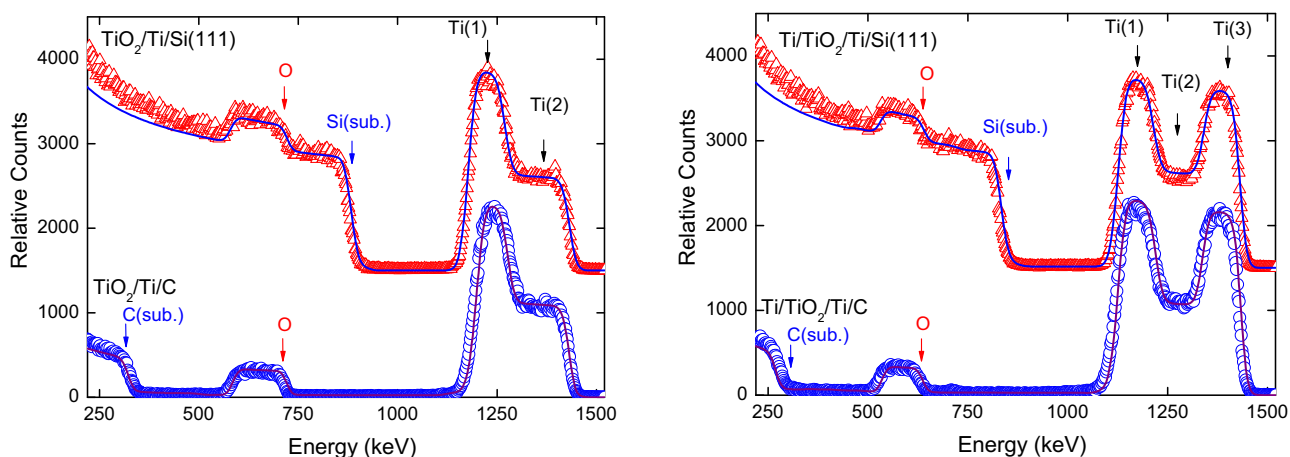 TiO2/Ti/Si(111)
Ti(1)
O
Ti(2)
Si(sub.)
TiO2/Ti/C
C(sub.)
O
4000
3000
2000
1000
0
250 500 750 1000 1250 1500
Relative Counts
Energy (keV)
Ti/TiO2/Ti/Si(111)
Ti(1)
Ti(3)
O
Ti(2)
Si(sub.)
Ti/TiO2/Ti/C
C(sub.)
O
4000
3000
2000
1000
0
250 500 750 1000 1250 1500
Relative Counts
Energy (keV)